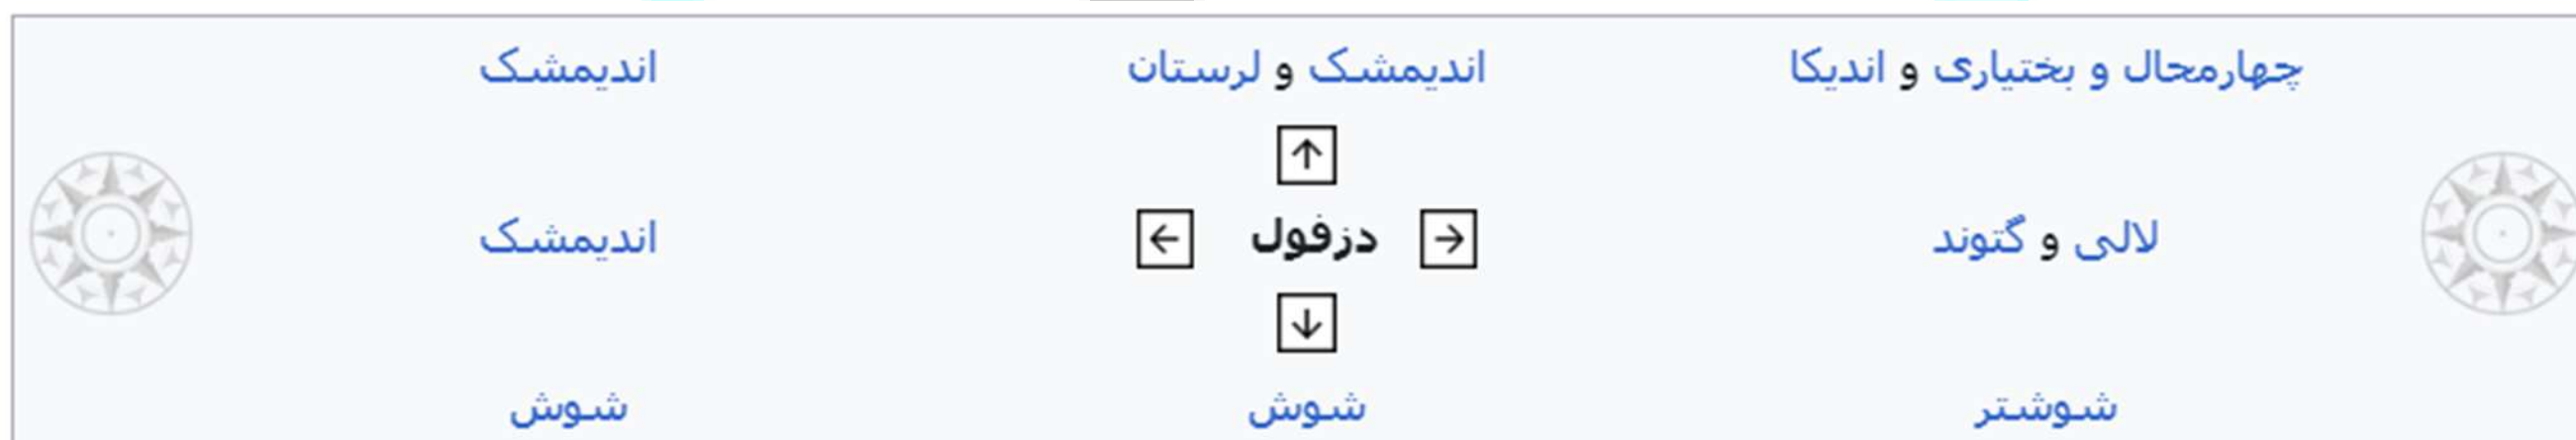 چهارمحال و بختیاری و اندیکا
اندیمشک و لرستان
اندیمشک
↑
لالی و گتوند
→ دزفول ←
اندیمشک
↓
شوشتر
شوش
شوش